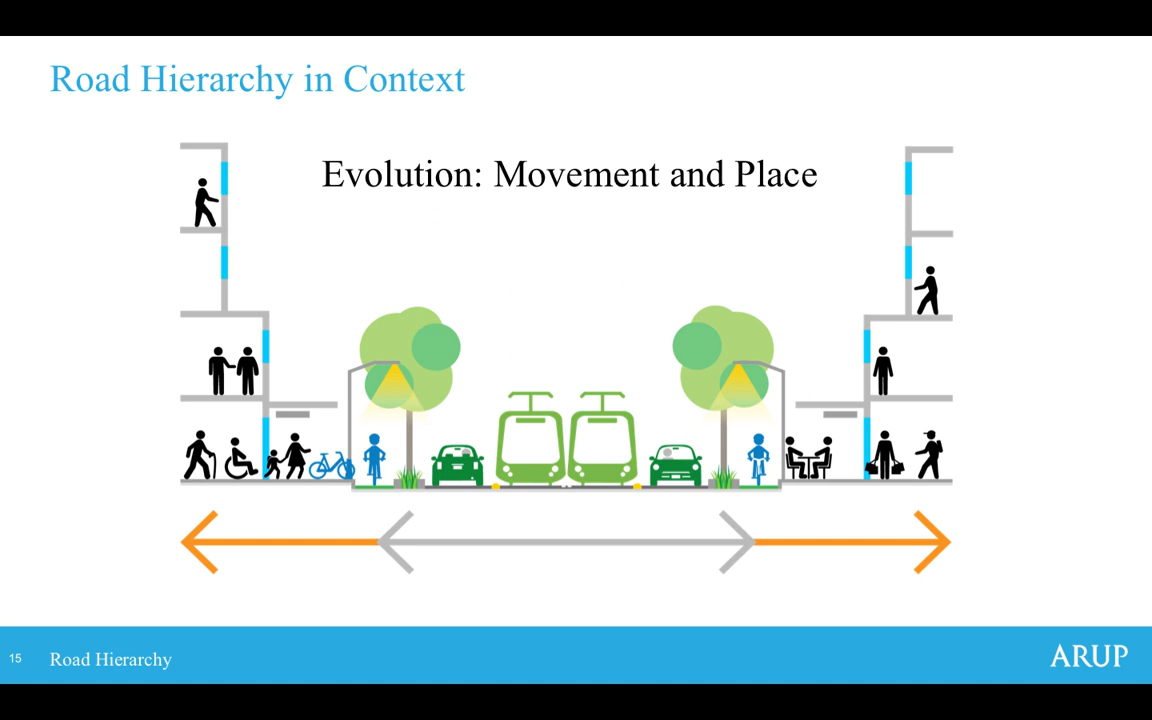 Road Hierarchy in Context
Evolution: Movement and Place
15
Road Hierarchy
ARUP